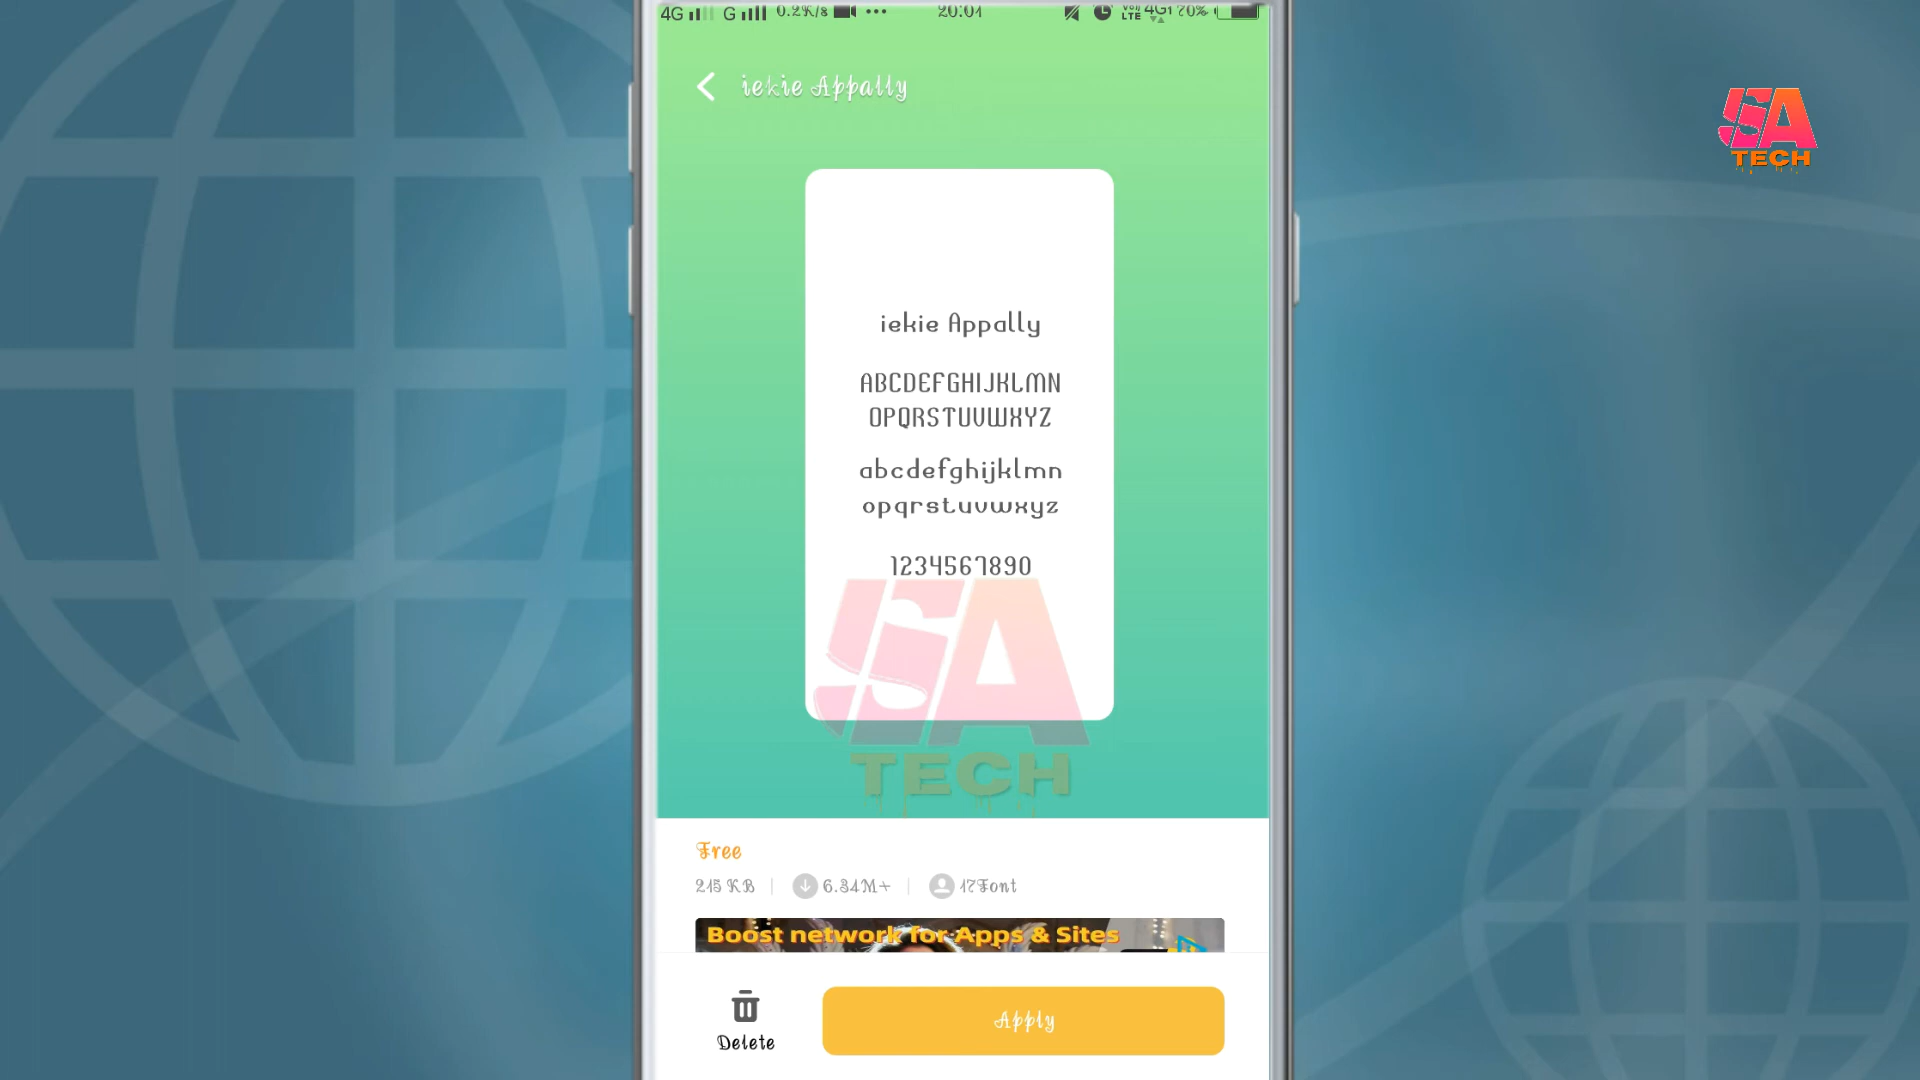 4G G 0.2K/s ... 20:01 4G 70%
iekie Appally
SA
TECH
iekie Appally
ABCDEFGHIJKLMN
OPQRSTUVWXYZ
abcdefghijklmn
opqrstuvwxyz
1234567890
SA
TECH
Free
215 KB | 6.34M+ | 17Font
Boost network for Apps & Sites
Delete
Apply